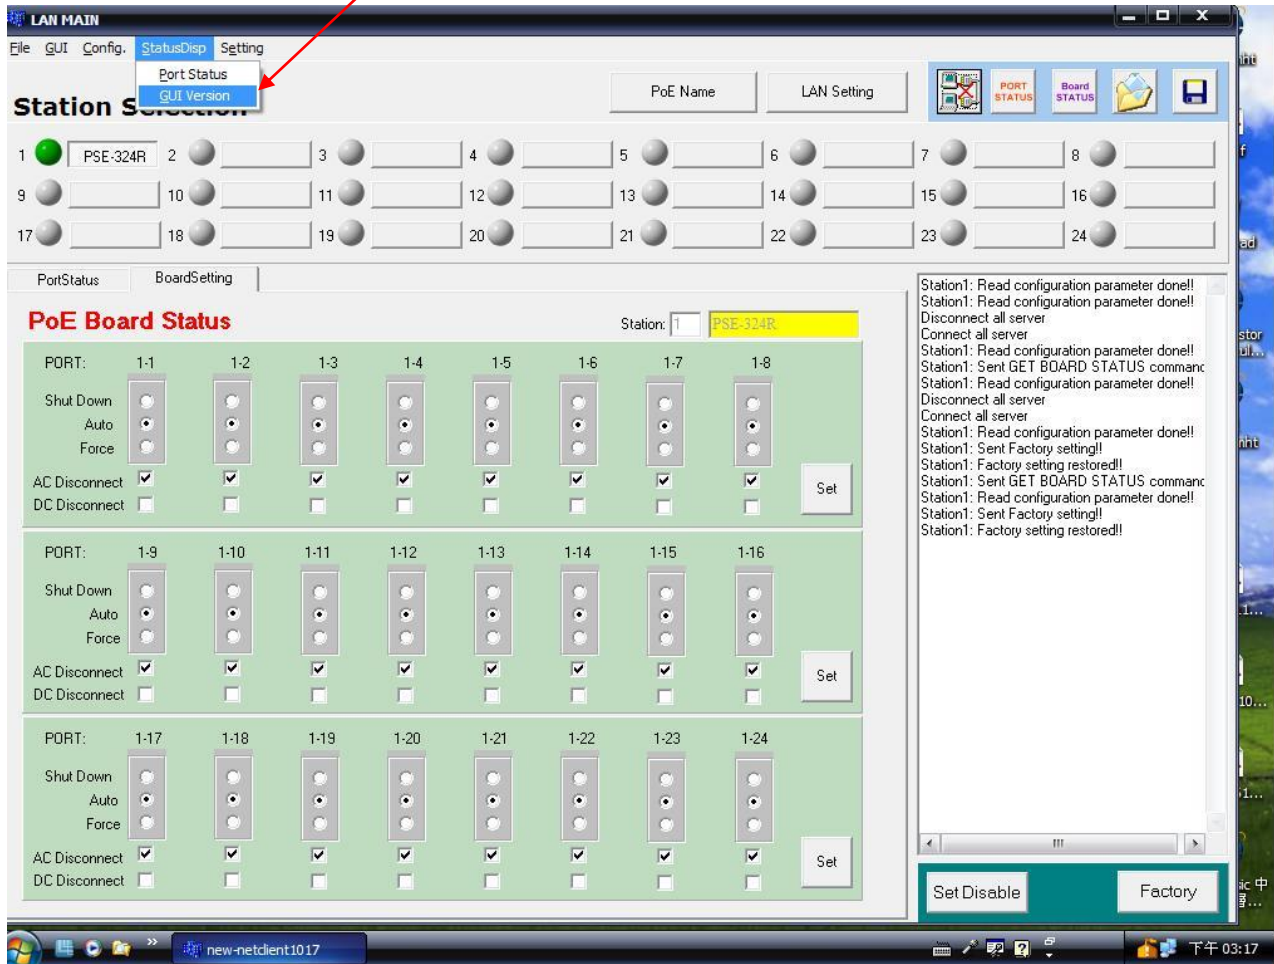 LAN MAIN
File GUI Config. StatusDisp Setting
Port Status
GUI Version
Station Selection
PoE Name LAN Setting PORT STATUS Board STATUS
1 PSE-324R 2 3 4 5 6 7 8
9 10 11 12 13 14 15 16
17 18 19 20 21 22 23 24
PortStatus BoardSetting
PoE Board Status
Station: 1 PSE-324R
PORT: 1-1 1-2 1-3 1-4 1-5 1-6 1-7 1-8
Shut Down
Auto
Force
AC Disconnect
DC Disconnect
Set
PORT: 1-9 1-10 1-11 1-12 1-13 1-14 1-15 1-16
Shut Down
Auto
Force
AC Disconnect
DC Disconnect
Set
PORT: 1-17 1-18 1-19 1-20 1-21 1-22 1-23 1-24
Shut Down
Auto
Force
AC Disconnect
DC Disconnect
Set
Station1: Read configuration parameter done!!
Station1: Read configuration parameter done!!
Disconnect all server
Connect all server
Station1: Read configuration parameter done!!
Station1: Sent GET BOARD STATUS command
Station1: Read configuration parameter done!!
Disconnect all server
Connect all server
Station1: Read configuration parameter done!!
Station1: Sent Factory setting!!
Station1: Factory setting restored!!
Station1: Sent GET BOARD STATUS command
Station1: Read configuration parameter done!!
Station1: Sent Factory setting!!
Station1: Factory setting restored!!
Set Disable Factory
new-netclient1017
下午 03:17